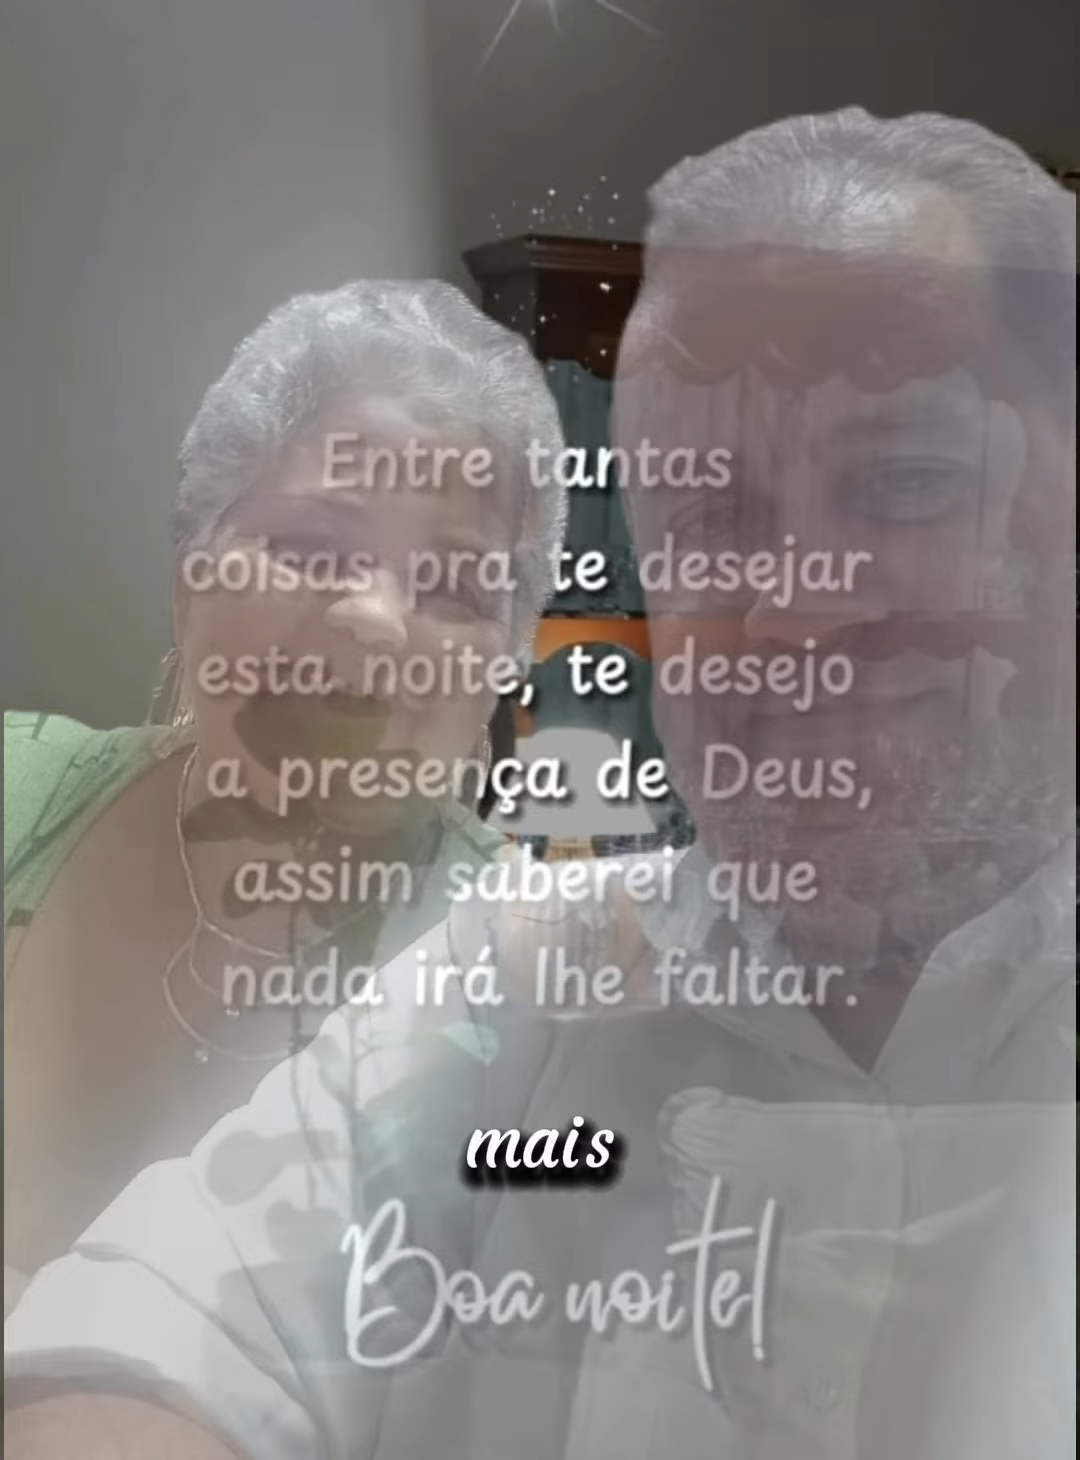 Entre tantas
coisas pra te desejar
esta noite, te desejo
a presença de Deus,
assim saberei que
nada irá lhe faltar.
mais
Boa noite!